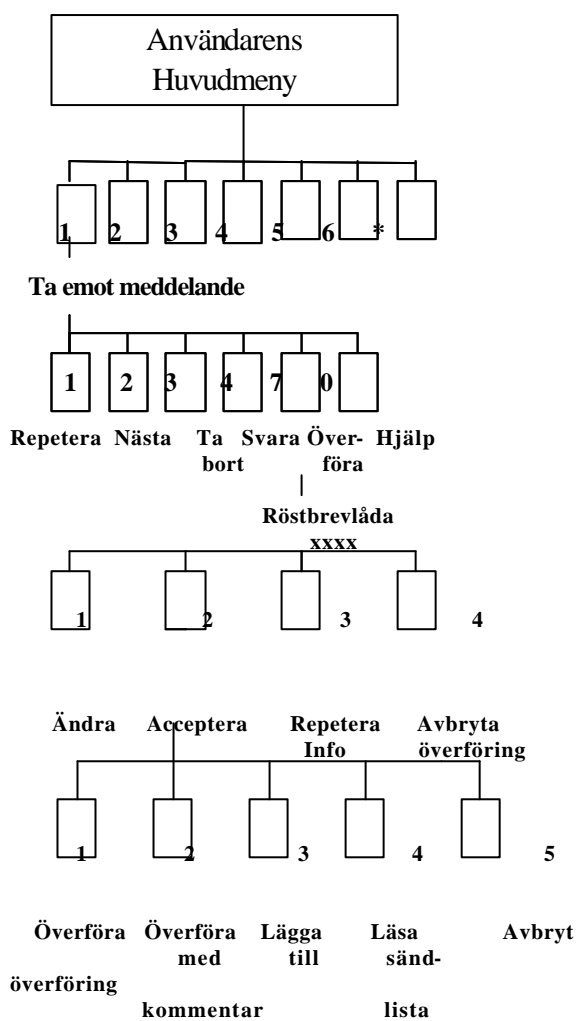 Användarens
Huvudmeny
1 2 3 4 5 6 *
Ta emot meddelande
1 2 3 4 7 0
Repetera Nästa Ta Svara Över- Hjälp
bort föra
Röstbrevlåda
xxxx
1 2 3 4
Ändra Acceptera Repetera Avbryta
Info överföring
1 2 3 4 5
Överföra Överföra Lägga Läsa Avbryt
med till sänd-
överföring
kommentar lista